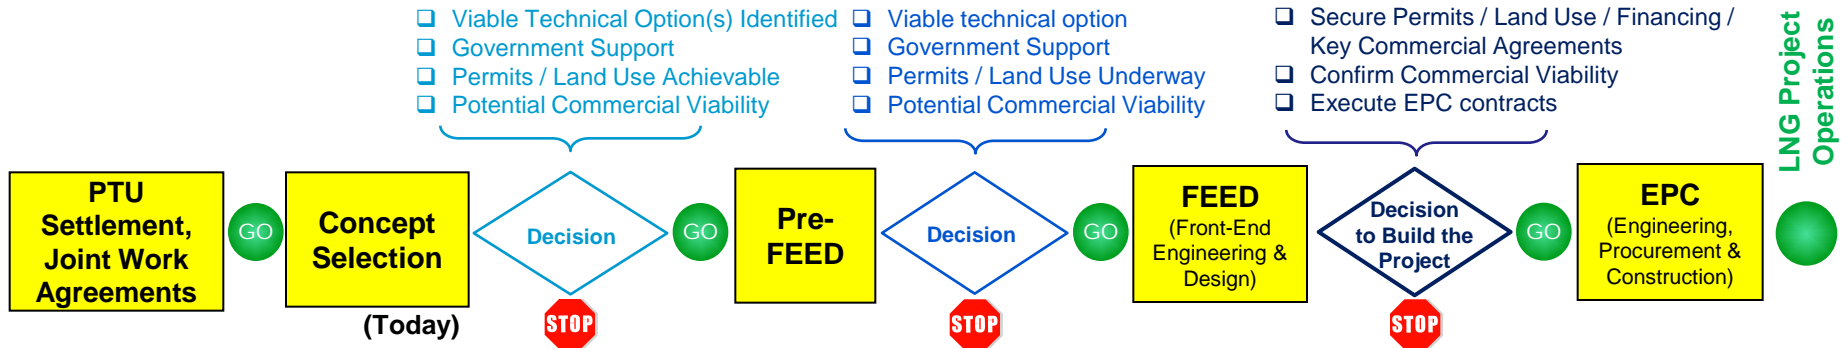 Viable Technical Option(s) Identified
Government Support
Permits / Land Use Achievable
Potential Commercial Viability
Viable technical option
Government Support
Permits / Land Use Underway
Potential Commercial Viability
Secure Permits / Land Use / Financing /
Key Commercial Agreements
Confirm Commercial Viability
Execute EPC contracts
LNG Project
Operations
PTU
Settlement,
Joint Work
Agreements
GO
Concept
Selection
(Today)
Decision
STOP
GO
Pre-
FEED
Decision
STOP
GO
FEED
(Front-End
Engineering &
Design)
Decision
to Build the
Project
STOP
GO
EPC
(Engineering,
Procurement &
Construction)